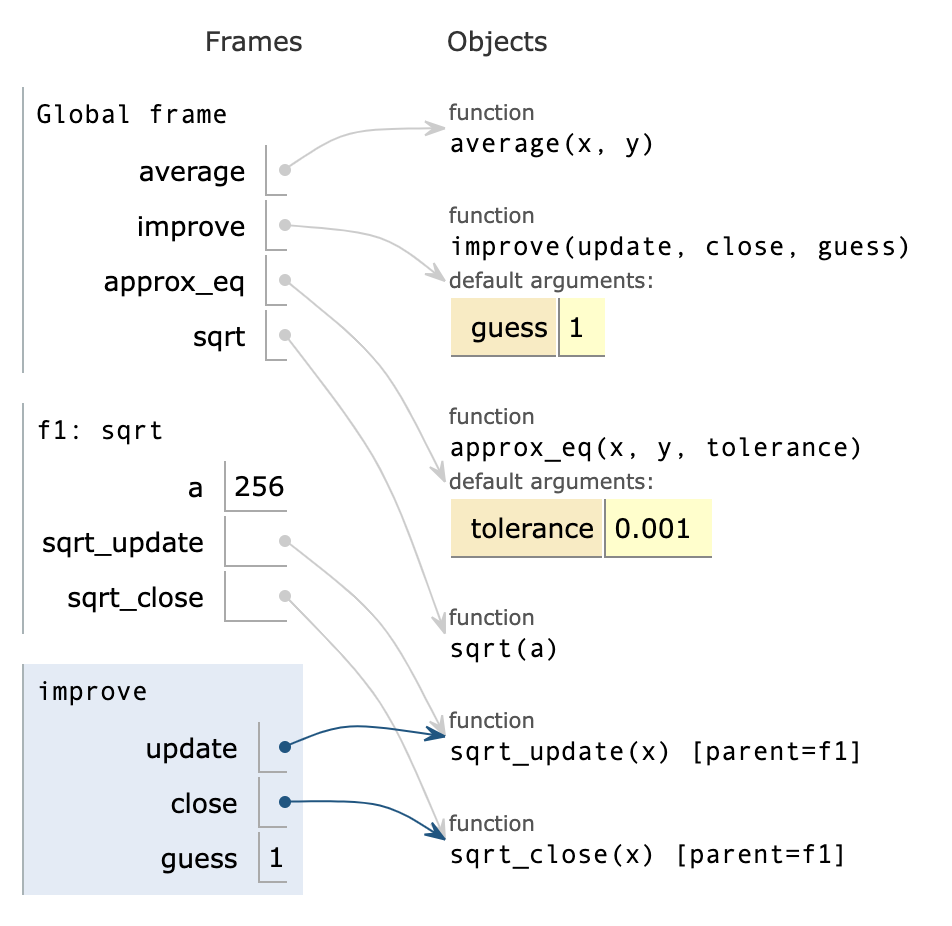 Frames
Objects
Global frame
average
improve
approx_eq
sqrt
f1: sqrt
a 256
sqrt_update
sqrt_close
improve
update
close
guess 1
function
average(x, y)
function
improve(update, close, guess)
default arguments:
guess 1
function
approx_eq(x, y, tolerance)
default arguments:
tolerance 0.001
function
sqrt(a)
function
sqrt_update(x) [parent=f1]
function
sqrt_close(x) [parent=f1]